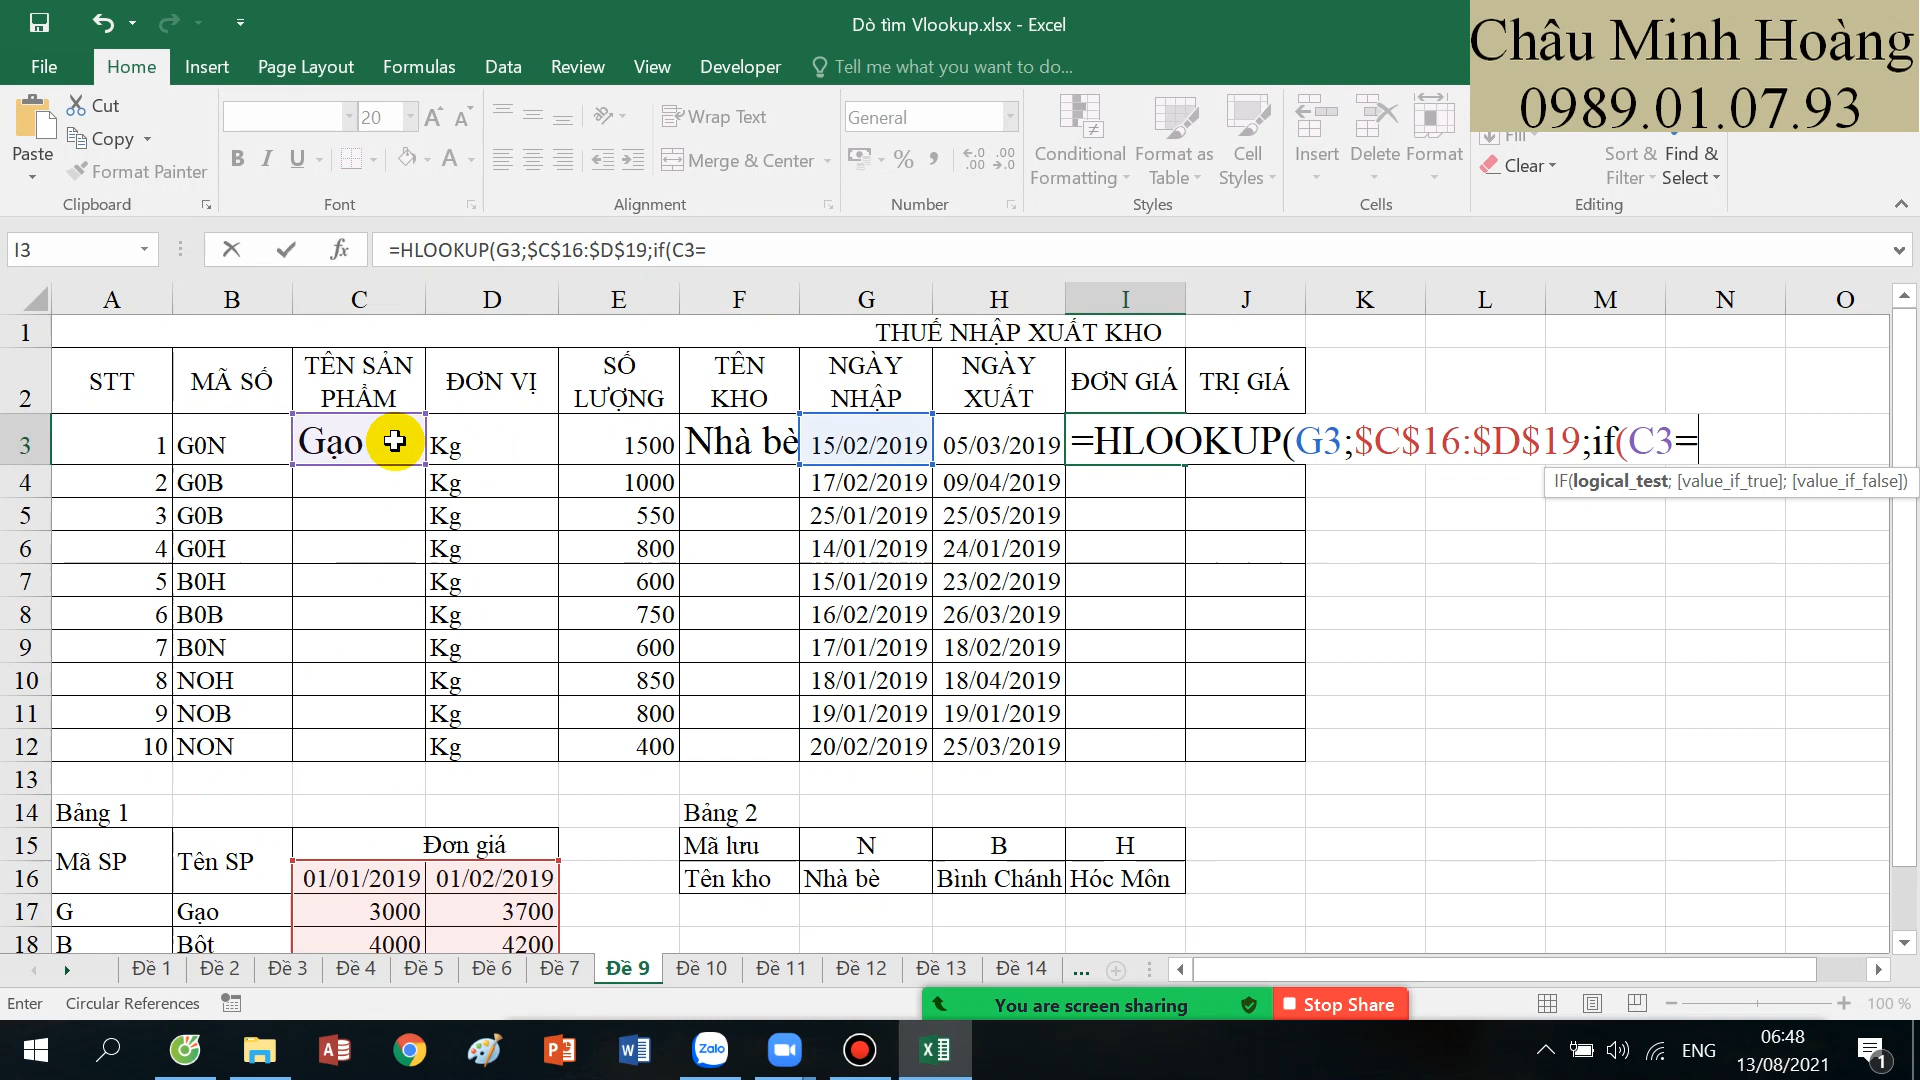 Dò tìm Vlookup.xlsx - Excel
Châu Minh Hoàng
0989.01.07.93
File Home Insert Page Layout Formulas Data Review View Developer Tell me what you want to do...
Paste
Cut
Copy
Format Painter
Clipboard
20
Font
Wrap Text
Merge & Center
Alignment
General
Number
Conditional Formatting
Format as Table
Cell Styles
Styles
Insert Delete Format
Cells
Fill
Clear
Sort & Filter
Find & Select
Editing
I3 =HLOOKUP(G3;$C$16:$D$19;if(C3=
A B C D E F G H I J K L M N O
1 THUẾ NHẬP XUẤT KHO
2 STT MÃ SỐ TÊN SẢN PHẨM ĐƠN VỊ SỐ LƯỢNG TÊN KHO NGÀY NHẬP NGÀY XUẤT ĐƠN GIÁ TRỊ GIÁ
3 1 G0N Gạo Kg 1500 Nhà bè 15/02/2019 05/03/2019 =HLOOKUP(G3;$C$16:$D$19;if(C3=
IF(logical_test; [value_if_true]; [value_if_false])
4 2 G0B Kg 1000 17/02/2019 09/04/2019
5 3 G0B Kg 550 25/01/2019 25/05/2019
6 4 G0H Kg 800 14/01/2019 24/01/2019
7 5 B0H Kg 600 15/01/2019 23/02/2019
8 6 B0B Kg 750 16/02/2019 26/03/2019
9 7 B0N Kg 600 17/01/2019 18/02/2019
10 8 NOH Kg 850 18/01/2019 18/04/2019
11 9 NOB Kg 800 19/01/2019 19/01/2019
12 10 NON Kg 400 20/02/2019 25/03/2019
13
14 Bảng 1 Bảng 2
15 Mã SP Tên SP Đơn giá Mã lưu N B H
16 01/01/2019 01/02/2019 Tên kho Nhà bè Bình Chánh Hóc Môn
17 G Gạo 3000 3700
18 B Bột 4000 4200
Đề 1 Đề 2 Đề 3 Đề 4 Đề 5 Đề 6 Đề 7 Đề 9 Đề 10 Đề 11 Đề 12 Đề 13 Đề 14 ...
Enter Circular References You are screen sharing Stop Share 100 %
Zalo
ENG
06:48
13/08/2021
1